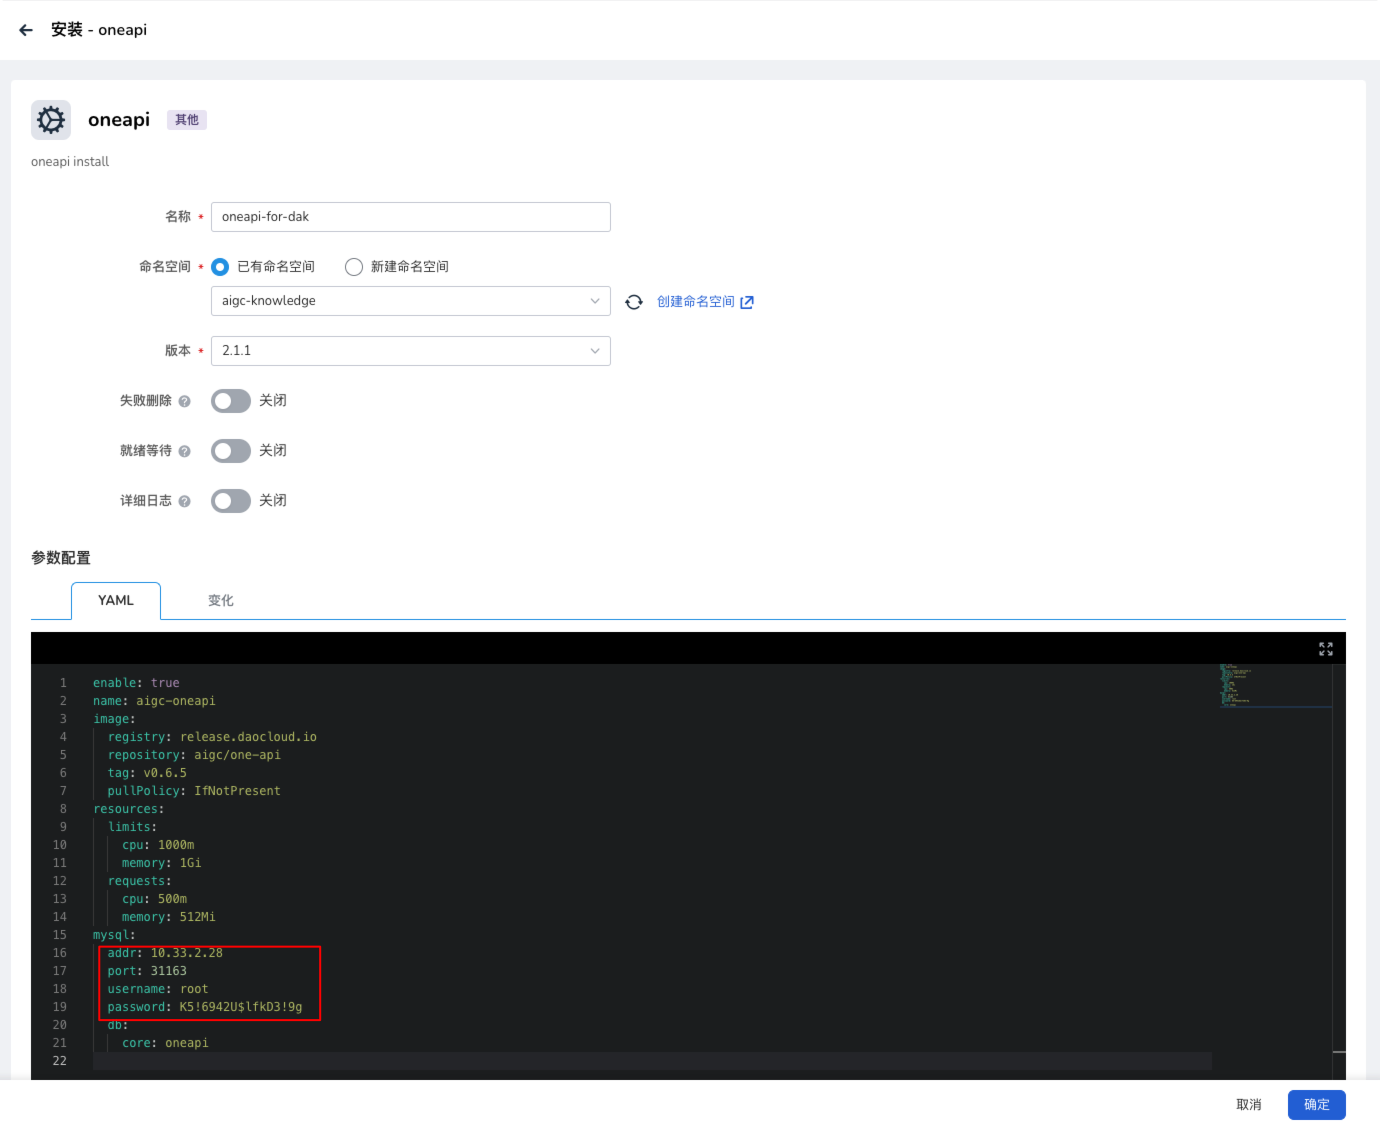 安装 - oneapi
oneapi 其他
oneapi install
名称 * oneapi-for-dak
命名空间 * 已有命名空间 新建命名空间
aigc-knowledge 创建命名空间
版本 * 2.1.1
失败删除 关闭
就绪等待 关闭
详细日志 关闭
参数配置
YAML 变化
1 enable: true
2 name: aigc-oneapi
3 image:
4 registry: release.daocloud.io
5 repository: aigc/one-api
6 tag: v0.6.5
7 pullPolicy: IfNotPresent
8 resources:
9 limits:
10 cpu: 1000m
11 memory: 1Gi
12 requests:
13 cpu: 500m
14 memory: 512Mi
15 mysql:
16 addr: 10.33.2.28
17 port: 31163
18 username: root
19 password: K5!6942U$lfkD3!9g
20 db:
21 core: oneapi
22
取消 确定